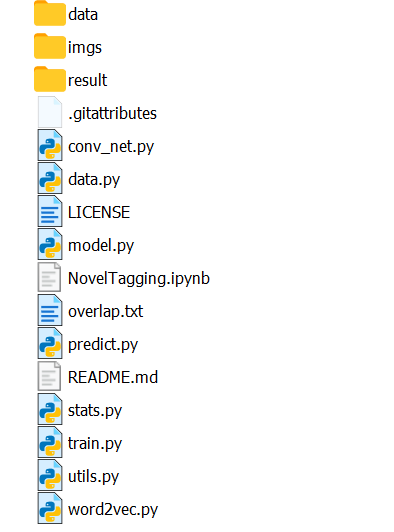 data
imgs
result
.gitattributes
conv_net.py
data.py
LICENSE
model.py
NovelTagging.ipynb
overlap.txt
predict.py
README.md
stats.py
train.py
utils.py
word2vec.py